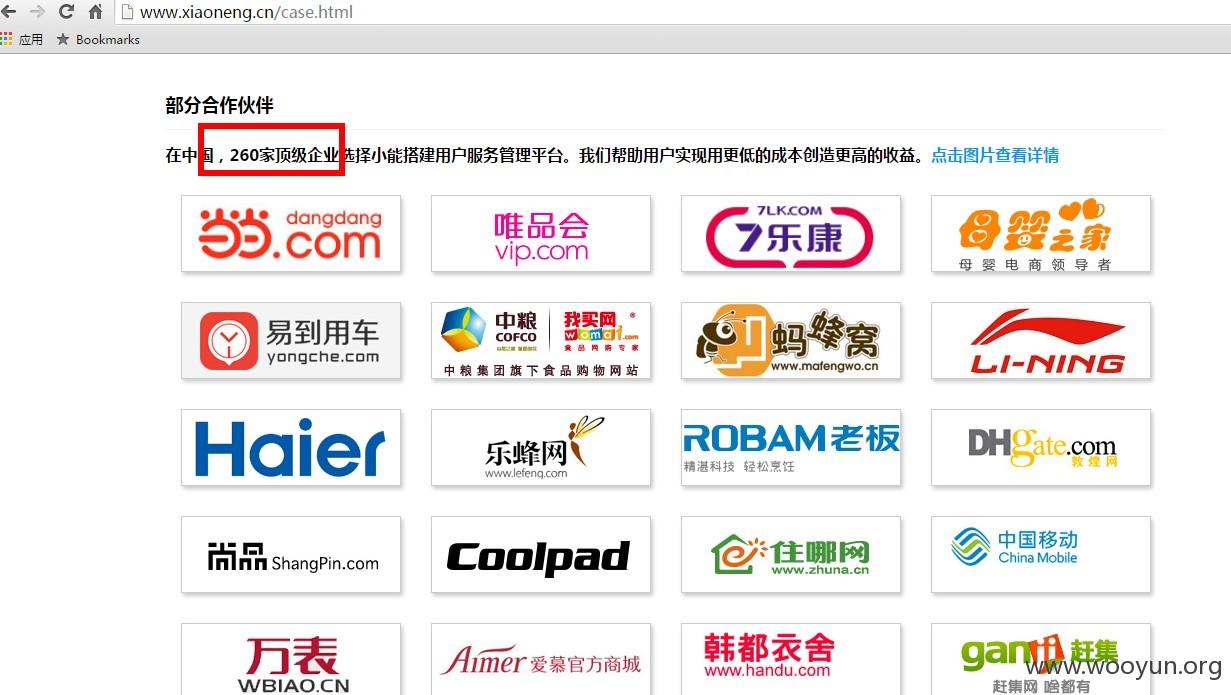 www.xiaoneng.cn/case.html
应用 Bookmarks
部分合作伙伴
在中国，260家顶级企业选择小能搭建用户服务管理平台。我们帮助用户实现用更低的成本创造更高的收益。点击图片查看详情
当当.com dangdang
唯品会
vip.com
7LK.COM
7乐康
母婴之家
母婴电商领导者
易到用车
yongche.com
中粮
COFCO
我买网
womai.com
食品网购专家
中粮集团旗下食品购物网站
蚂蜂窝
www.mafengwo.cn
LI-NING
Haier
乐蜂网
www.lefeng.com
ROBAM老板
精湛科技 轻松烹饪
DHgate.com
敦煌网
尚品 ShangPin.com
Coolpad
住哪网
www.zhuna.cn
中国移动
China Mobile
万表
WBIAO.CN
Aimer 爱慕官方商城
韩都衣舍
www.handu.com
ganji 赶集
赶集网 啥都有
www.wooyun.org